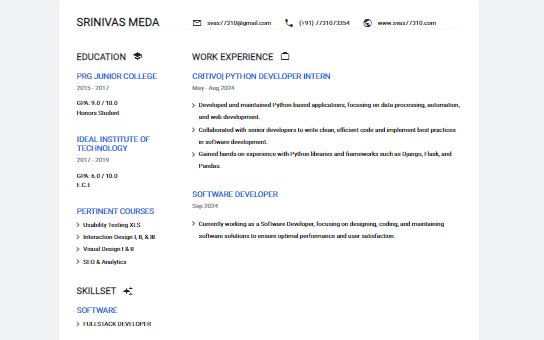 SRINIVAS MEDA
svas77310@gmail.com
(+91) 7731073354
www.svas77310.com
EDUCATION
PRG JUNIOR COLLEGE
2015 - 2017
GPA: 9.0 / 10.0
Honors Student
IDEAL INSTITUTE OF
TECHNOLOGY
2017 - 2019
GPA: 6.0 / 10.0
E.C.E
PERTINENT COURSES
Usability Testing XLS
Interaction Design I, II, & III
Visual Design I & II
SEO & Analytics
SKILLSET
SOFTWARE
FULLSTACK DEVELOPER
WORK EXPERIENCE
CRITIVO| PYTHON DEVELOPER INTERN
May - Aug 2024
Developed and maintained Python-based applications, focusing on data processing, automation,
and web development.
Collaborated with senior developers to write clean, efficient code and implement best practices
in software development.
Gained hands-on experience with Python libraries and frameworks such as Django, Flask, and
Pandas.
SOFTWARE DEVELOPER
Sep 2024
Currently working as a Software Developer, focusing on designing, coding, and maintaining
software solutions to ensure optimal performance and user satisfaction.